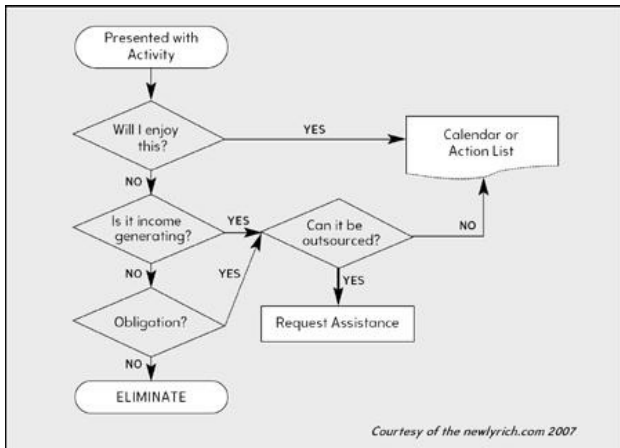 Presented with
Activity
Will I enjoy
this?
YES
Calendar or
Action List
NO
Is it income
generating?
YES
Can it be
outsourced?
NO
NO
YES
YES
Obligation?
Request Assistance
NO
ELIMINATE
Courtesy of the newlyrich.com 2007